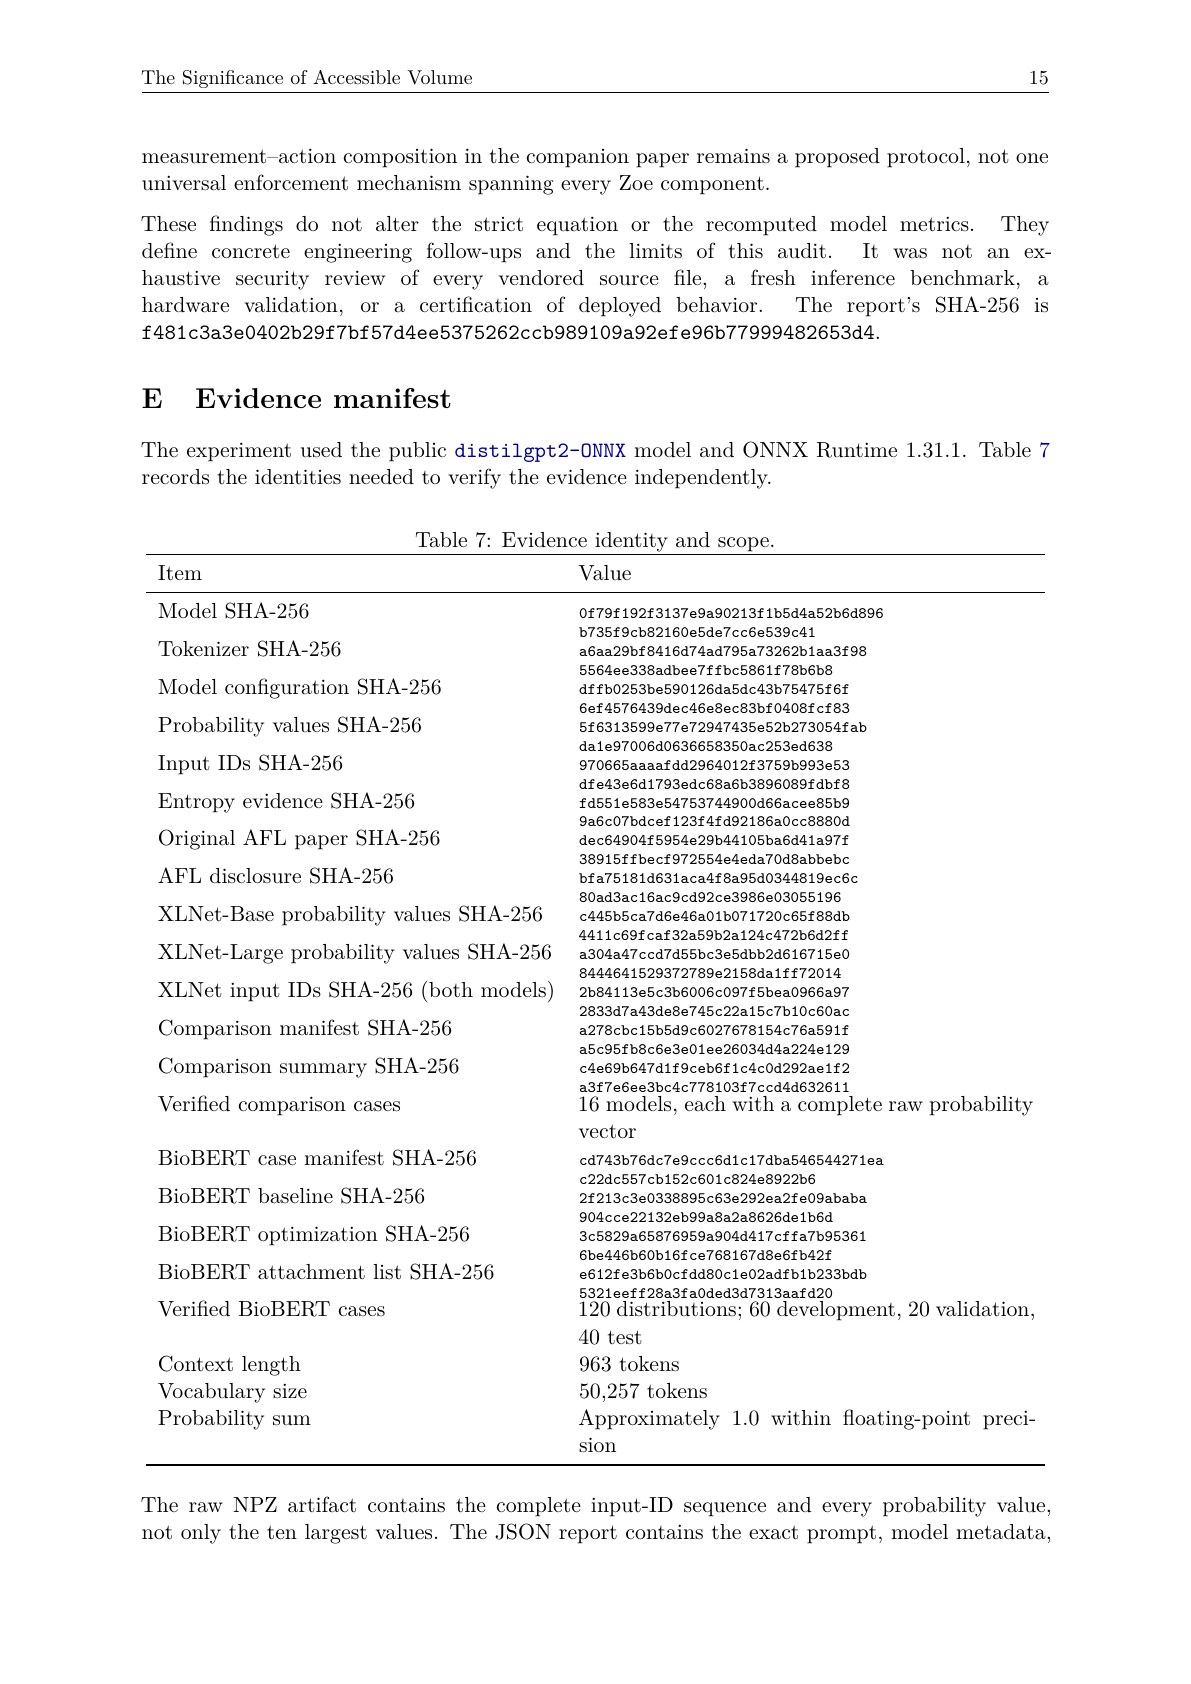 The Significance of Accessible Volume 15
measurement–action composition in the companion paper remains a proposed protocol, not one
universal enforcement mechanism spanning every Zoe component.
These findings do not alter the strict equation or the recomputed model metrics. They
define concrete engineering follow-ups and the limits of this audit. It was not an ex-
haustive security review of every vendored source file, a fresh inference benchmark, a
hardware validation, or a certification of deployed behavior. The report's SHA-256 is
f481c3a3e0402b29f7bf57d4ee5375262ccb989109a92efe96b77999482653d4.
E Evidence manifest
The experiment used the public distilgpt2-ONNX model and ONNX Runtime 1.31.1. Table 7
records the identities needed to verify the evidence independently.
Table 7: Evidence identity and scope.
Item Value
Model SHA-256 0f79f192f3137e9a90213f1b5d4a52b6d896
b735f9cb82160e5de7cc6e539c41
Tokenizer SHA-256 a6aa29bf8416d74ad795a73262b1aa3f98
5564ee338adbee7ffbc5861f78b6b8
Model configuration SHA-256 dffb0253be590126da5dc43b75475f6f
6ef4576439dec46e8ec83bf0408fcf83
Probability values SHA-256 5f6313599e77e72947435e52b273054fab
da1e97006d0636658350ac253ed638
Input IDs SHA-256 970665aaaafdd2964012f3759b993e53
dfe43e6d1793edc68a6b3896089fdbf8
Entropy evidence SHA-256 fd551e583e54753744900d66acee85b9
9a6c07bdcef123f4fd92186a0cc8880d
Original AFL paper SHA-256 dec64904f5954e29b44105ba6d41a97f
38915ffbecf972554e4eda70d8abbebc
AFL disclosure SHA-256 bfa75181d631aca4f8a95d0344819ec6c
80ad3ac16ac9cd92ce3986e03055196
XLNet-Base probability values SHA-256 c445b5ca7d6e46a01b071720c65f88db
4411c69fcaf32a59b2a124c472b6d2ff
XLNet-Large probability values SHA-256 a304a47ccd7d55bc3e5dbb2d616715e0
8444641529372789e2158da1ff72014
XLNet input IDs SHA-256 (both models) 2b84113e5c3b6006c097f5bea0966a97
2833d7a43de8e745c22a15c7b10c60ac
Comparison manifest SHA-256 a278cbc15b5d9c6027678154c76a591f
a5c95fb8c6e3e01ee26034d4a224e129
Comparison summary SHA-256 c4e69b647d1f9ceb6f1c4c0d292ae1f2
a3f7e6ee3bc4c778103f7ccd4d632611
Verified comparison cases 16 models, each with a complete raw probability
vector
BioBERT case manifest SHA-256 cd743b76dc7e9ccc6d1c17dba546544271ea
c22dc557cb152c601c824e8922b6
BioBERT baseline SHA-256 2f213c3e0338895c63e292ea2fe09ababa
904cce22132eb99a8a2a8626de1b6d
BioBERT optimization SHA-256 3c5829a65876959a904d417cffa7b95361
6be446b60b16fce768167d8e6fb42f
BioBERT attachment list SHA-256 e612fe3b6b0cfdd80c1e02adfb1b233bdb
5321eeff28a3fa0ded3d7313aafd20
Verified BioBERT cases 120 distributions; 60 development, 20 validation,
40 test
Context length 963 tokens
Vocabulary size 50,257 tokens
Probability sum Approximately 1.0 within floating-point preci-
sion
The raw NPZ artifact contains the complete input-ID sequence and every probability value,
not only the ten largest values. The JSON report contains the exact prompt, model metadata,